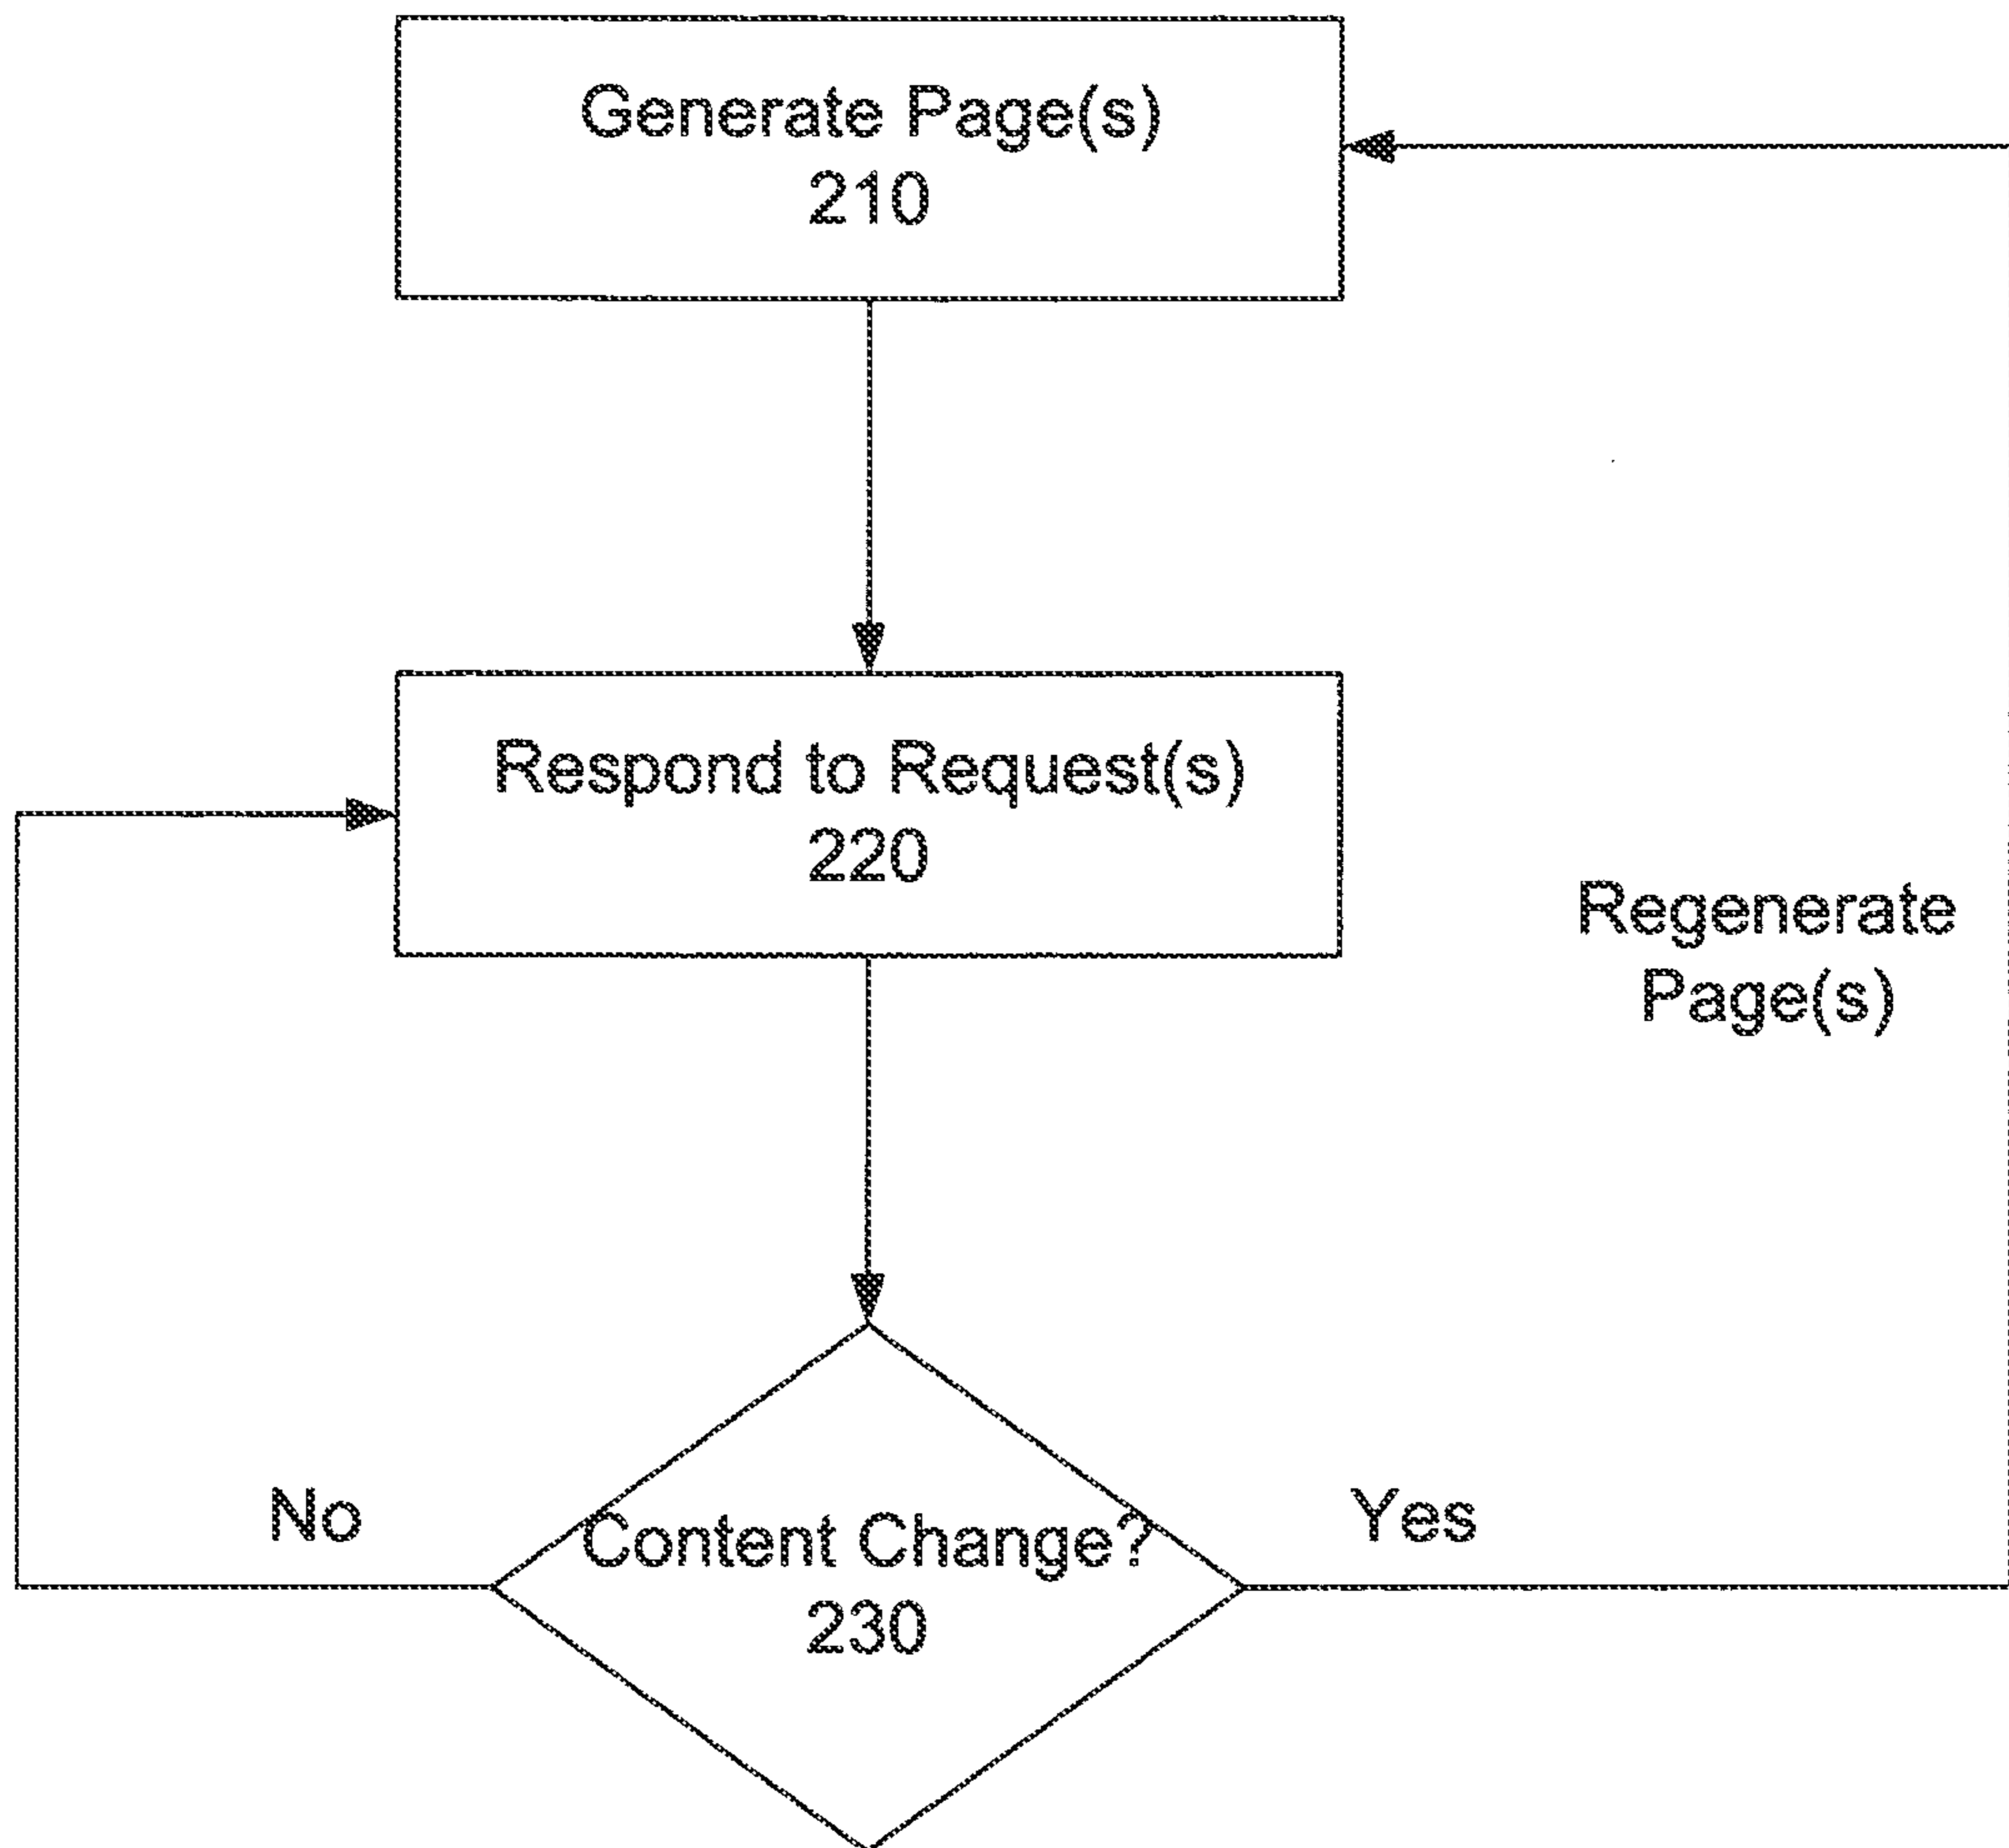 Generate Page(s)
210
Respond to Request(s)
220
Regenerate
Page(s)
No
Content Change?
230
Yes